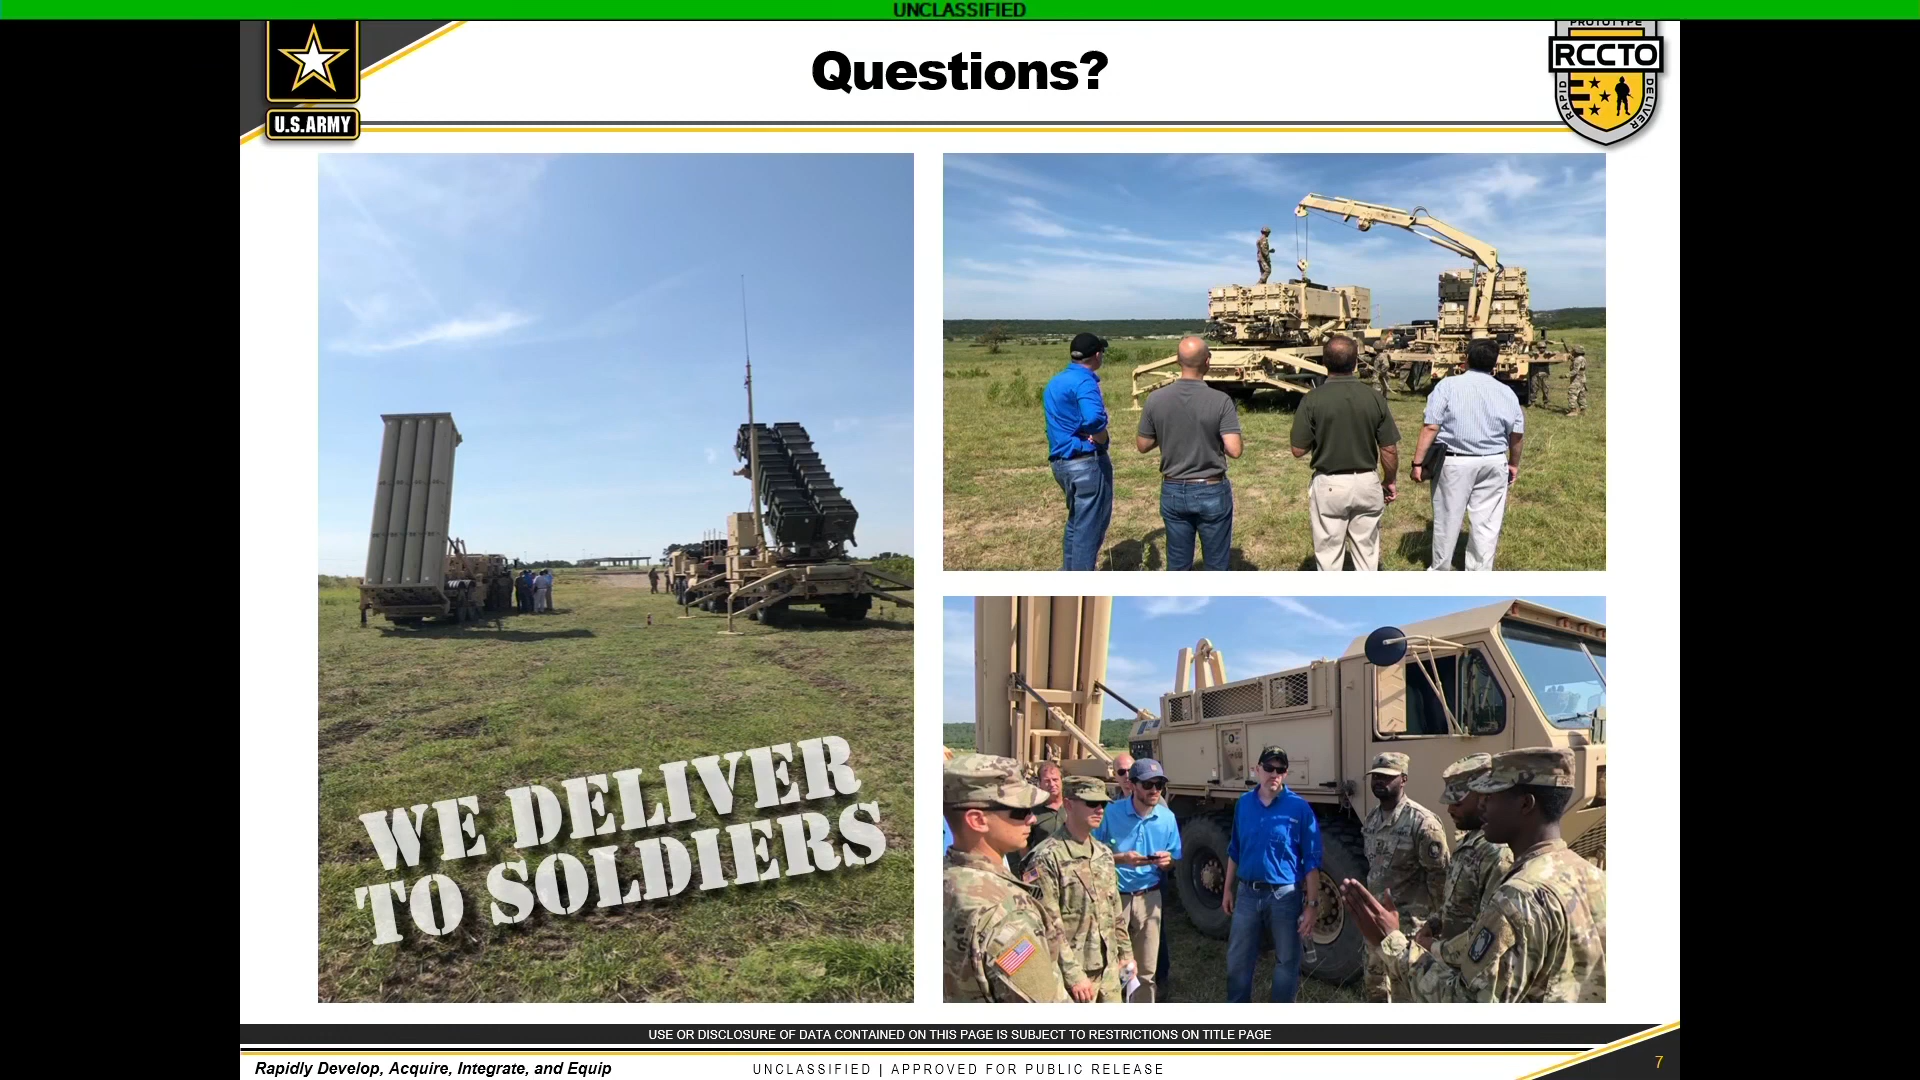 UNCLASSIFIED
Questions?
U.S.ARMY
PROTOTYPE
RCCTO
RAPID
DELIVER
WE DELIVER
TO SOLDIERS
USE OR DISCLOSURE OF DATA CONTAINED ON THIS PAGE IS SUBJECT TO RESTRICTIONS ON TITLE PAGE
Rapidly Develop, Acquire, Integrate, and Equip
UNCLASSIFIED | APPROVED FOR PUBLIC RELEASE
7